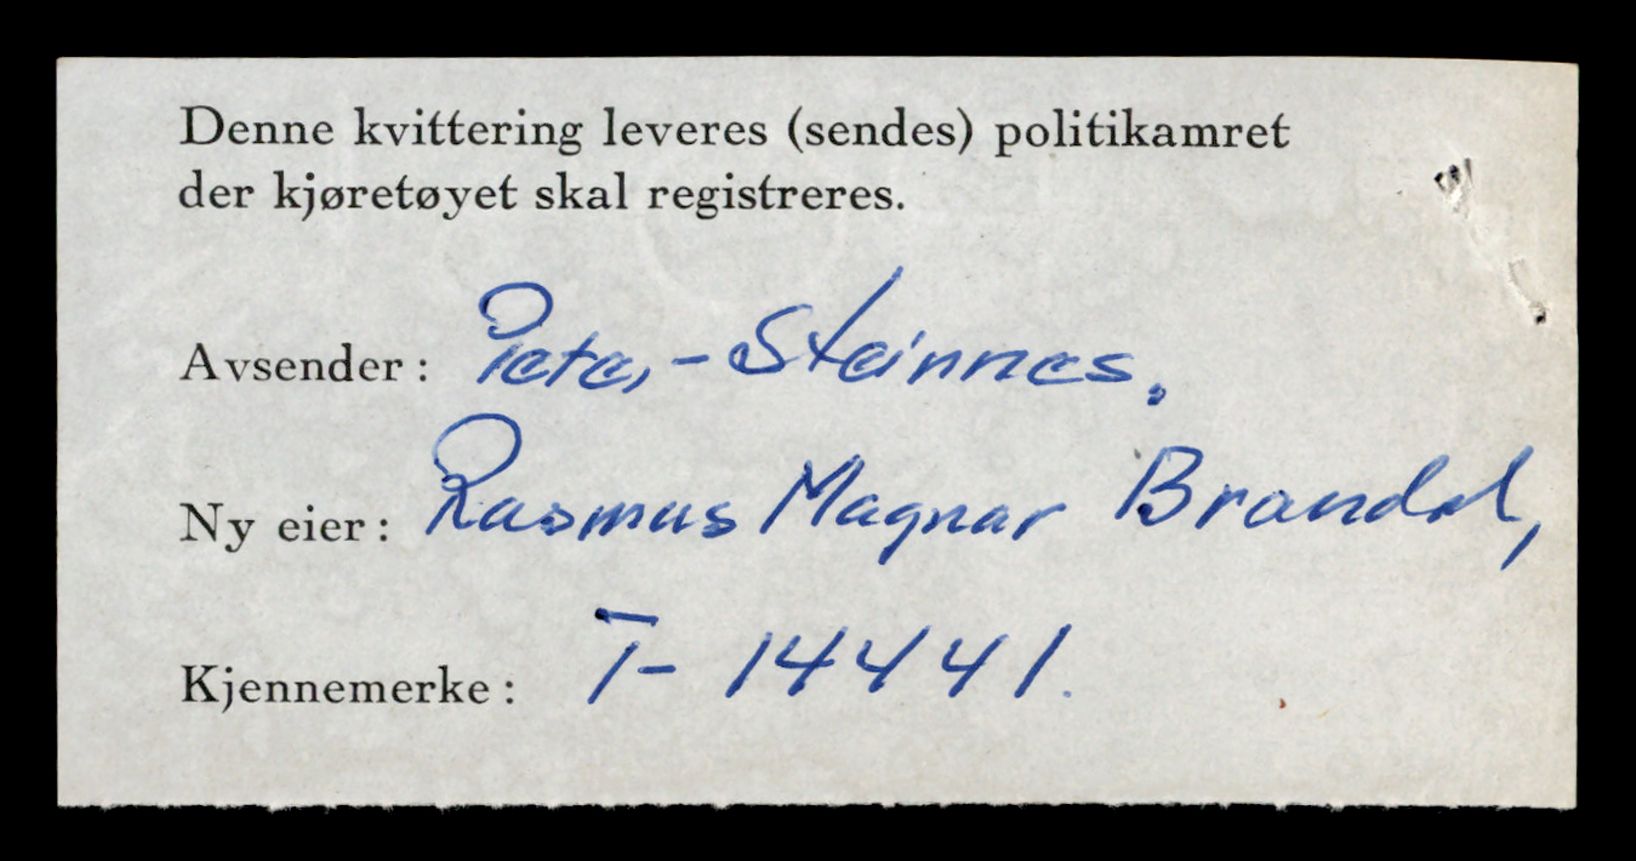 Denne kvittering leveres (sendes) politikamret
der kjøretøyet skal registreres.
Avsender: Peter - Steinnes.
Ny eier: Rasmus Magnar Brandal,
Kjennemerke: T- 14441.